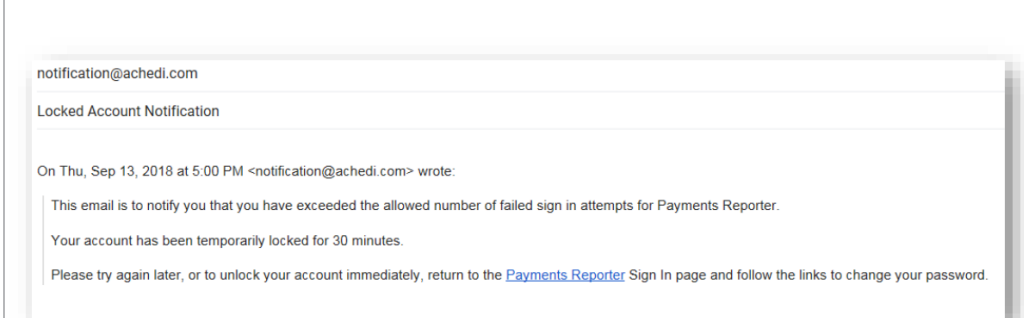 notification@achedi.com
Locked Account Notification
On Thu, Sep 13, 2018 at 5:00 PM <notification@achedi.com> wrote:
This email is to notify you that you have exceeded the allowed number of failed sign in attempts for Payments Reporter.
Your account has been temporarily locked for 30 minutes.
Please try again later, or to unlock your account immediately, return to the Payments Reporter Sign In page and follow the links to change your password.